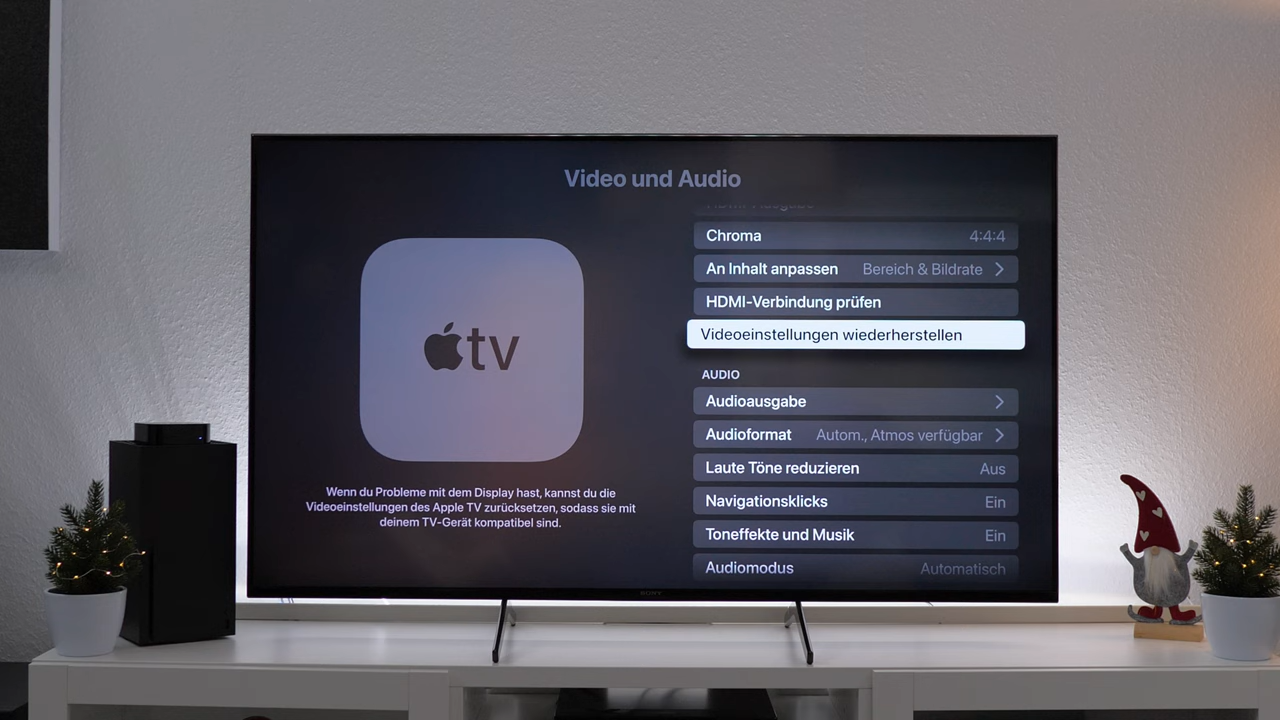 Video und Audio
HDMI-Ausgabe
Chroma 4:4:4
An Inhalt anpassen Bereich & Bildrate
HDMI-Verbindung prüfen
Videoeinstellungen wiederherstellen
AUDIO
Audioausgabe
Audioformat Autom., Atmos verfügbar
Laute Töne reduzieren Aus
Navigationsklicks Ein
Toneffekte und Musik Ein
Audiomodus Automatisch
tv
Wenn du Probleme mit dem Display hast, kannst du die
Videoeinstellungen des Apple TV zurücksetzen, sodass sie mit
deinem TV-Gerät kompatibel sind.
SONY